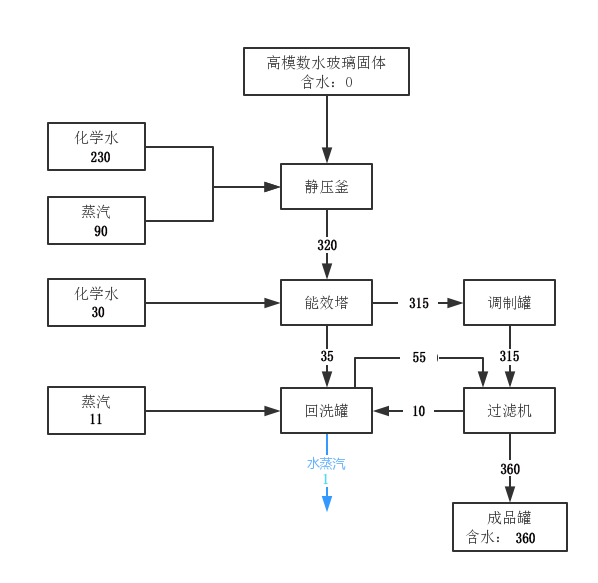 高模数水玻璃固体
含水：0
化学水
230
静压釜
蒸汽
90
320
化学水
30
能效塔
315
调制罐
35
55
315
蒸汽
11
回洗罐
10
过滤机
水蒸汽
1
360
成品罐
含水： 360